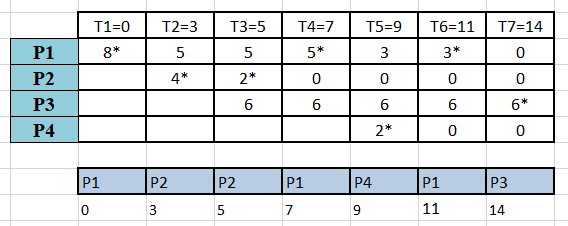 T1=0 T2=3 T3=5 T4=7 T5=9 T6=11 T7=14
P1 8* 5 5 5* 3 3* 0
P2 4* 2* 0 0 0 0
P3 6 6 6 6 6*
P4 2* 0 0
P1 P2 P2 P1 P4 P1 P3
0 3 5 7 9 11 14